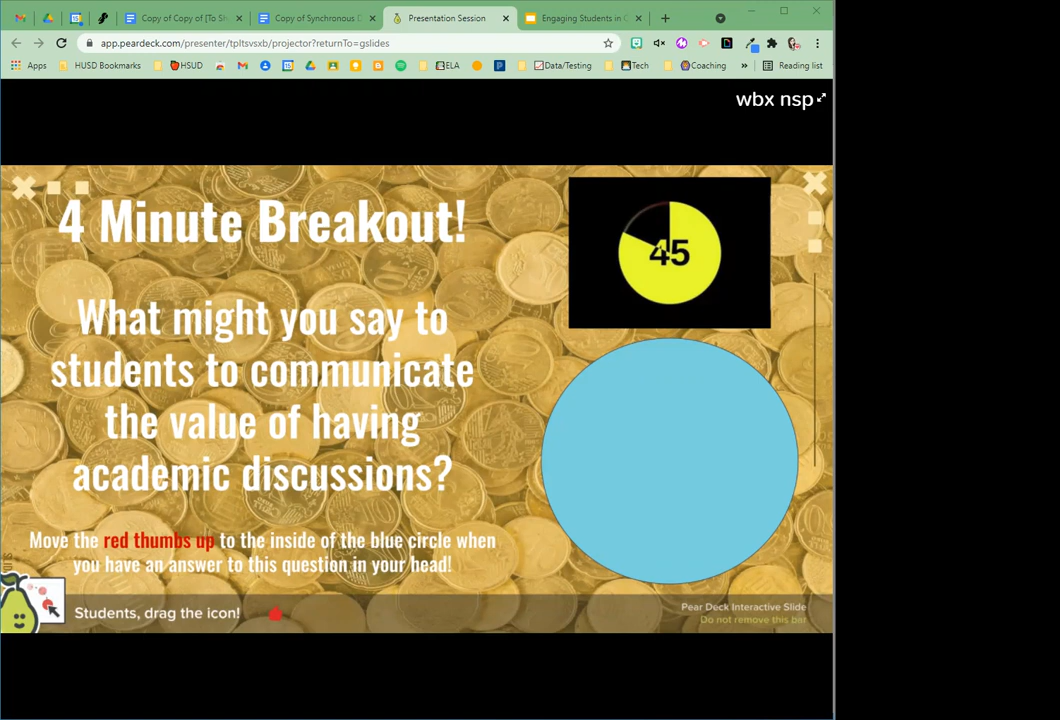 Copy of Copy of [To Sh
Copy of Synchronous D
Presentation Session
Engaging Students in C
app.peardeck.com/presenter/tpltsvsxb/projector?returnTo=gslides
Apps
HUSD Bookmarks
HSUD
ELA
Data/Testing
Tech
Coaching
»
Reading list
wbx nsp
4 Minute Breakout!
45
What might you say to
students to communicate
the value of having
academic discussions?
Move the red thumbs up to the inside of the blue circle when
you have an answer to this question in your head!
Students, drag the icon!
Pear Deck Interactive Slide
Do not remove this bar